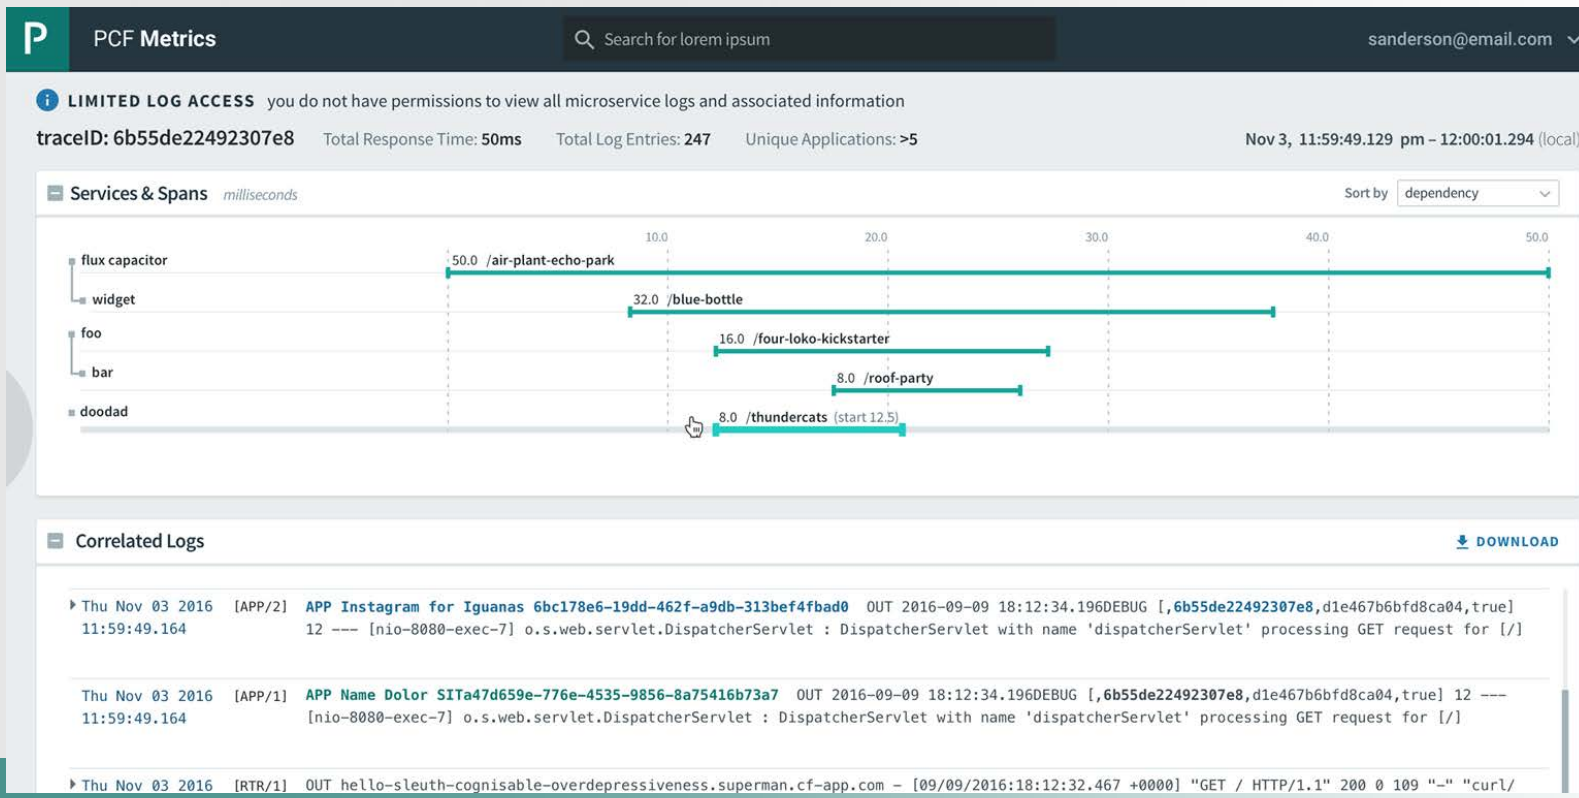 P PCF Metrics Search for lorem ipsum sanderson@email.com
i LIMITED LOG ACCESS you do not have permissions to view all microservice logs and associated information
traceID: 6b55de22492307e8 Total Response Time: 50ms Total Log Entries: 247 Unique Applications: >5 Nov 3, 11:59:49.129 pm – 12:00:01.294 (local)
Services & Spans milliseconds Sort by dependency
10.0 20.0 30.0 40.0 50.0
flux capacitor 50.0 /air-plant-echo-park
widget 32.0 /blue-bottle
foo 16.0 /four-loko-kickstarter
bar 8.0 /roof-party
doodad 8.0 /thundercats (start 12.5)
Correlated Logs DOWNLOAD
Thu Nov 03 2016 [APP/2] APP Instagram for Iguanas 6bc178e6-19dd-462f-a9db-313bef4fbad0 OUT 2016-09-09 18:12:34.196DEBUG [,6b55de22492307e8,d1e467b6bfd8ca04,true]
11:59:49.164 12 --- [nio-8080-exec-7] o.s.web.servlet.DispatcherServlet : DispatcherServlet with name 'dispatcherServlet' processing GET request for [/]
Thu Nov 03 2016 [APP/1] APP Name Dolor SITa47d659e-776e-4535-9856-8a75416b73a7 OUT 2016-09-09 18:12:34.196DEBUG [,6b55de22492307e8,d1e467b6bfd8ca04,true] 12 ---
11:59:49.164 [nio-8080-exec-7] o.s.web.servlet.DispatcherServlet : DispatcherServlet with name 'dispatcherServlet' processing GET request for [/]
Thu Nov 03 2016 [RTR/1] OUT hello-sleuth-cognisable-overdepressiveness.superman.cf-app.com – [09/09/2016:18:12:32.467 +0000] "GET / HTTP/1.1" 200 0 109 "-" "curl/